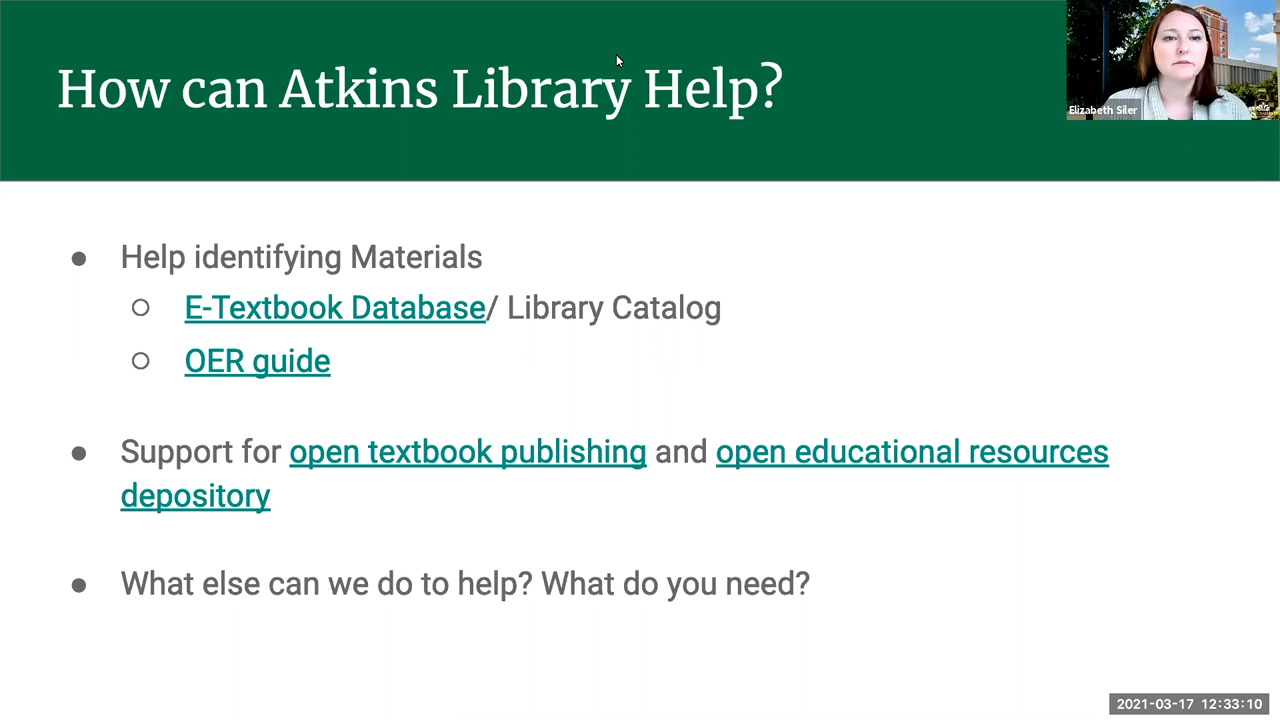 How can Atkins Library Help?
Elizabeth Siler
● Help identifying Materials
○ E-Textbook Database/ Library Catalog
○ OER guide
● Support for open textbook publishing and open educational resources
depository
● What else can we do to help? What do you need?
2021-03-17 12:33:10